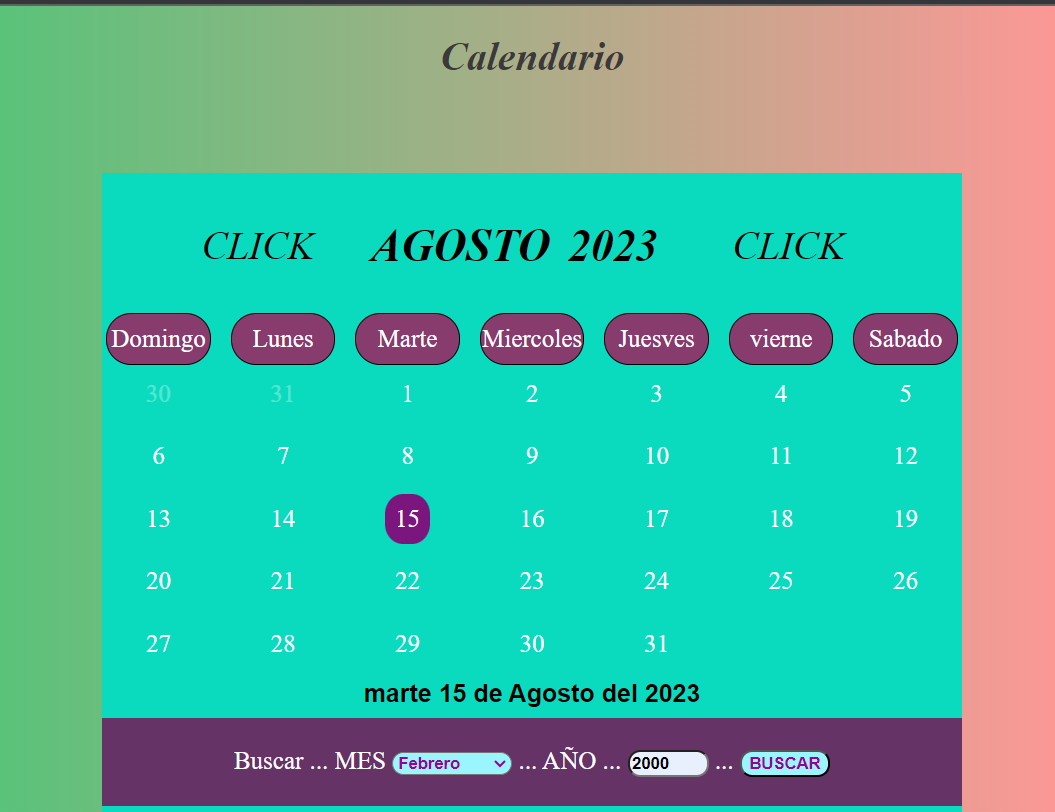 Calendario
CLICK AGOSTO 2023 CLICK
Domingo Lunes Marte Miercoles Juesves vierne Sabado
30 31 1 2 3 4 5
6 7 8 9 10 11 12
13 14 15 16 17 18 19
20 21 22 23 24 25 26
27 28 29 30 31
marte 15 de Agosto del 2023
Buscar ... MES Febrero ... AÑO ... 2000 ... BUSCAR